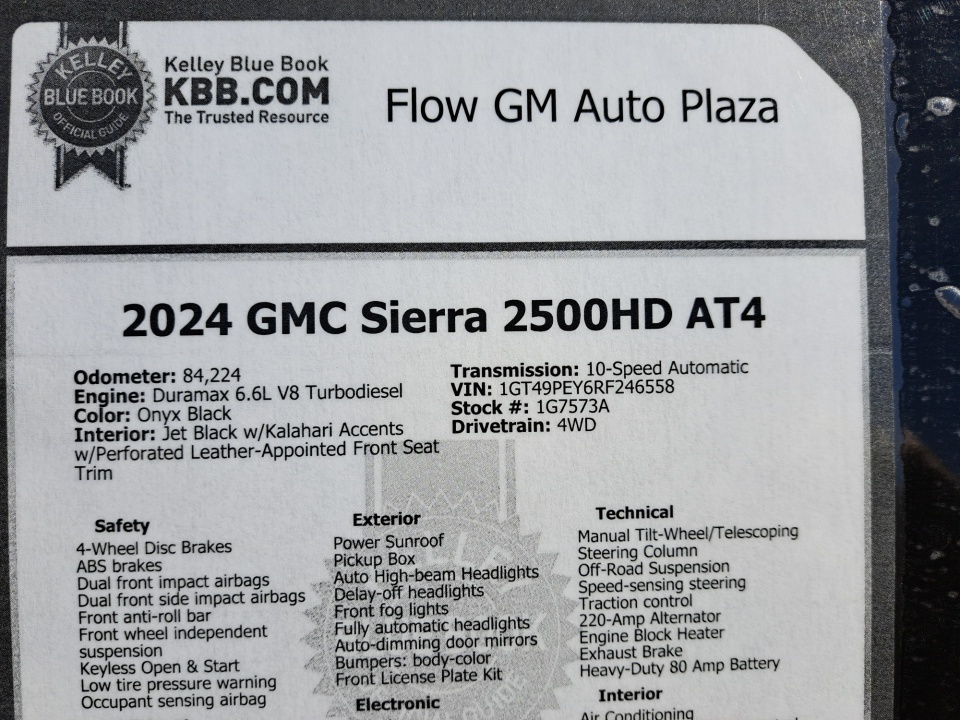 KELLEY
BLUE BOOK
OFFICIAL GUIDE
Kelley Blue Book
KBB.COM
The Trusted Resource
Flow GM Auto Plaza
2024 GMC Sierra 2500HD AT4
Odometer: 84,224
Engine: Duramax 6.6L V8 Turbodiesel
Color: Onyx Black
Interior: Jet Black w/Kalahari Accents
w/Perforated Leather-Appointed Front Seat
Trim
Transmission: 10-Speed Automatic
VIN: 1GT49PEY6RF246558
Stock #: 1G7573A
Drivetrain: 4WD
Safety
4-Wheel Disc Brakes
ABS brakes
Dual front impact airbags
Dual front side impact airbags
Front anti-roll bar
Front wheel independent
suspension
Keyless Open & Start
Low tire pressure warning
Occupant sensing airbag
Exterior
Power Sunroof
Pickup Box
Auto High-beam Headlights
Delay-off headlights
Front fog lights
Fully automatic headlights
Auto-dimming door mirrors
Bumpers: body-color
Front License Plate Kit
Electronic
Technical
Manual Tilt-Wheel/Telescoping
Steering Column
Off-Road Suspension
Speed-sensing steering
Traction control
220-Amp Alternator
Engine Block Heater
Exhaust Brake
Heavy-Duty 80 Amp Battery
Interior
Air Conditioning